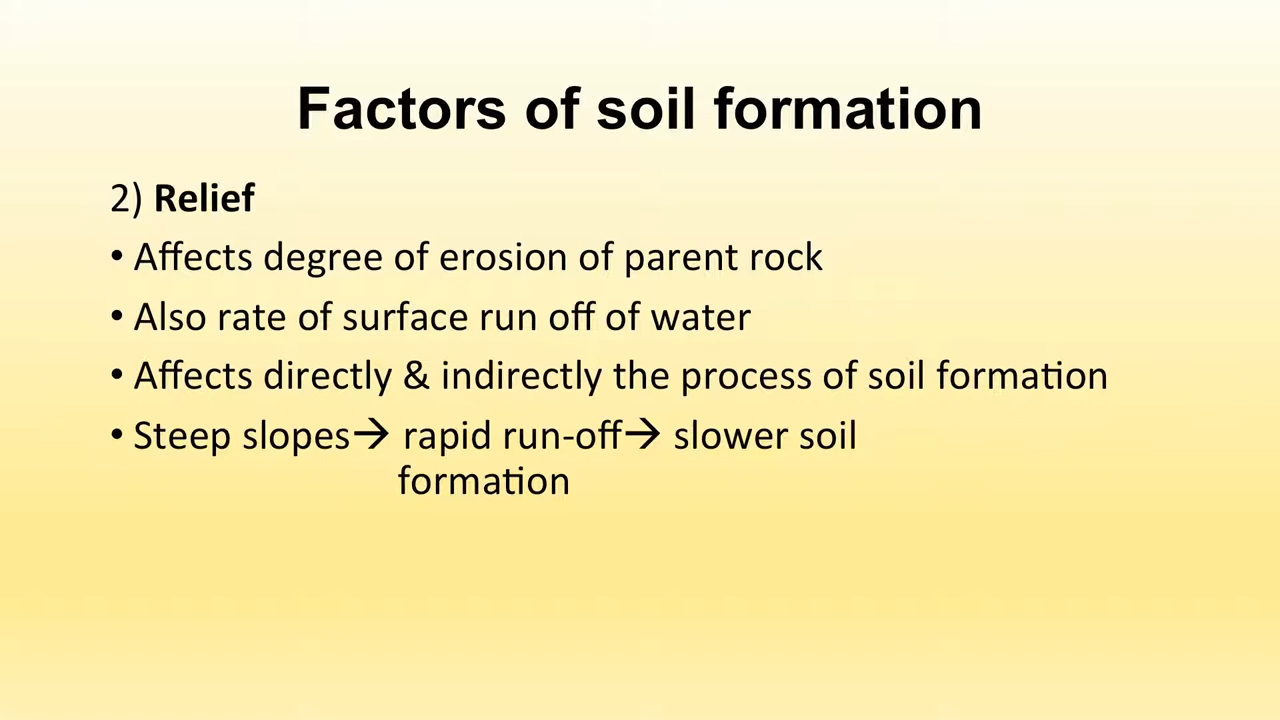 Factors of soil formation
2) Relief
• Affects degree of erosion of parent rock
• Also rate of surface run off of water
• Affects directly & indirectly the process of soil formation
• Steep slopes→ rapid run-off→ slower soil
formation